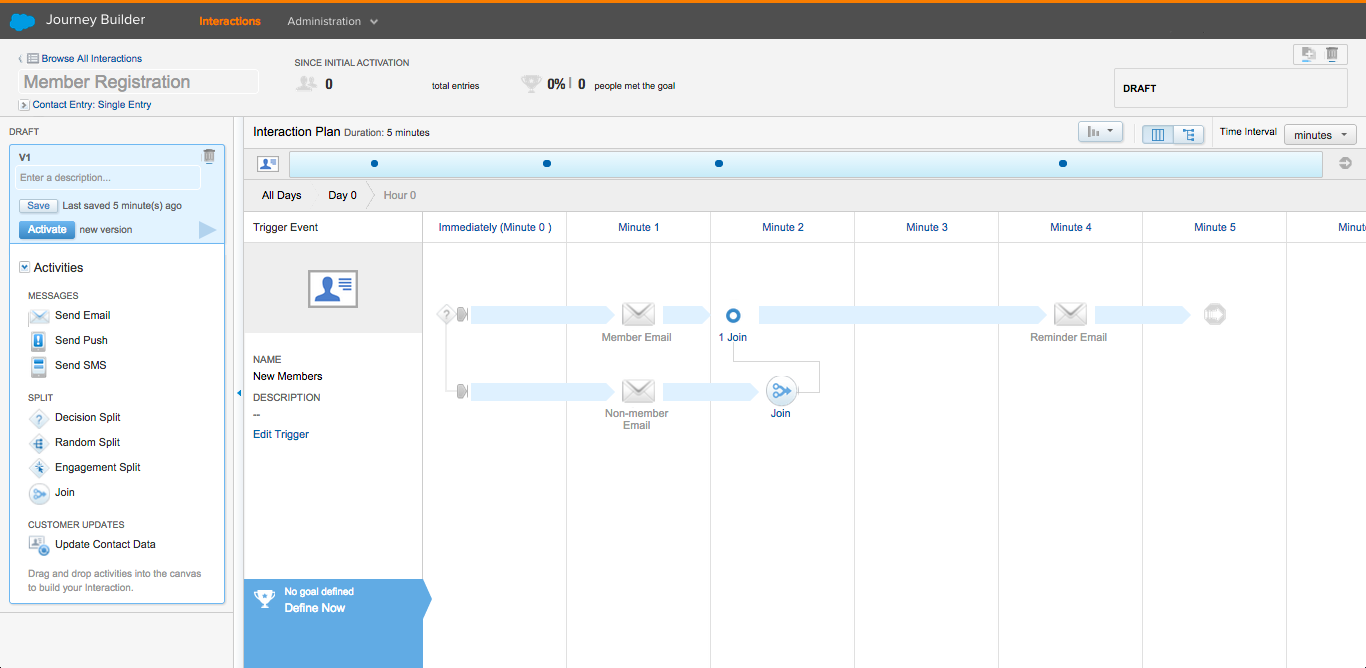 Journey Builder
Interactions
Administration
Browse All Interactions
Member Registration
Contact Entry: Single Entry
SINCE INITIAL ACTIVATION
0
total entries
0% | 0 people met the goal
DRAFT
DRAFT
V1
Enter a description...
Save Last saved 5 minute(s) ago
Activate new version
Activities
MESSAGES
Send Email
Send Push
Send SMS
SPLIT
Decision Split
Random Split
Engagement Split
Join
CUSTOMER UPDATES
Update Contact Data
Drag and drop activities into the canvas
to build your Interaction.
Interaction Plan Duration: 5 minutes
Time Interval
minutes
All Days
Day 0
Hour 0
Trigger Event
Immediately (Minute 0 )
Minute 1
Minute 2
Minute 3
Minute 4
Minute 5
Minut
?
Member Email
1 Join
Reminder Email
Non-member
Email
Join
NAME
New Members
DESCRIPTION
--
Edit Trigger
No goal defined
Define Now